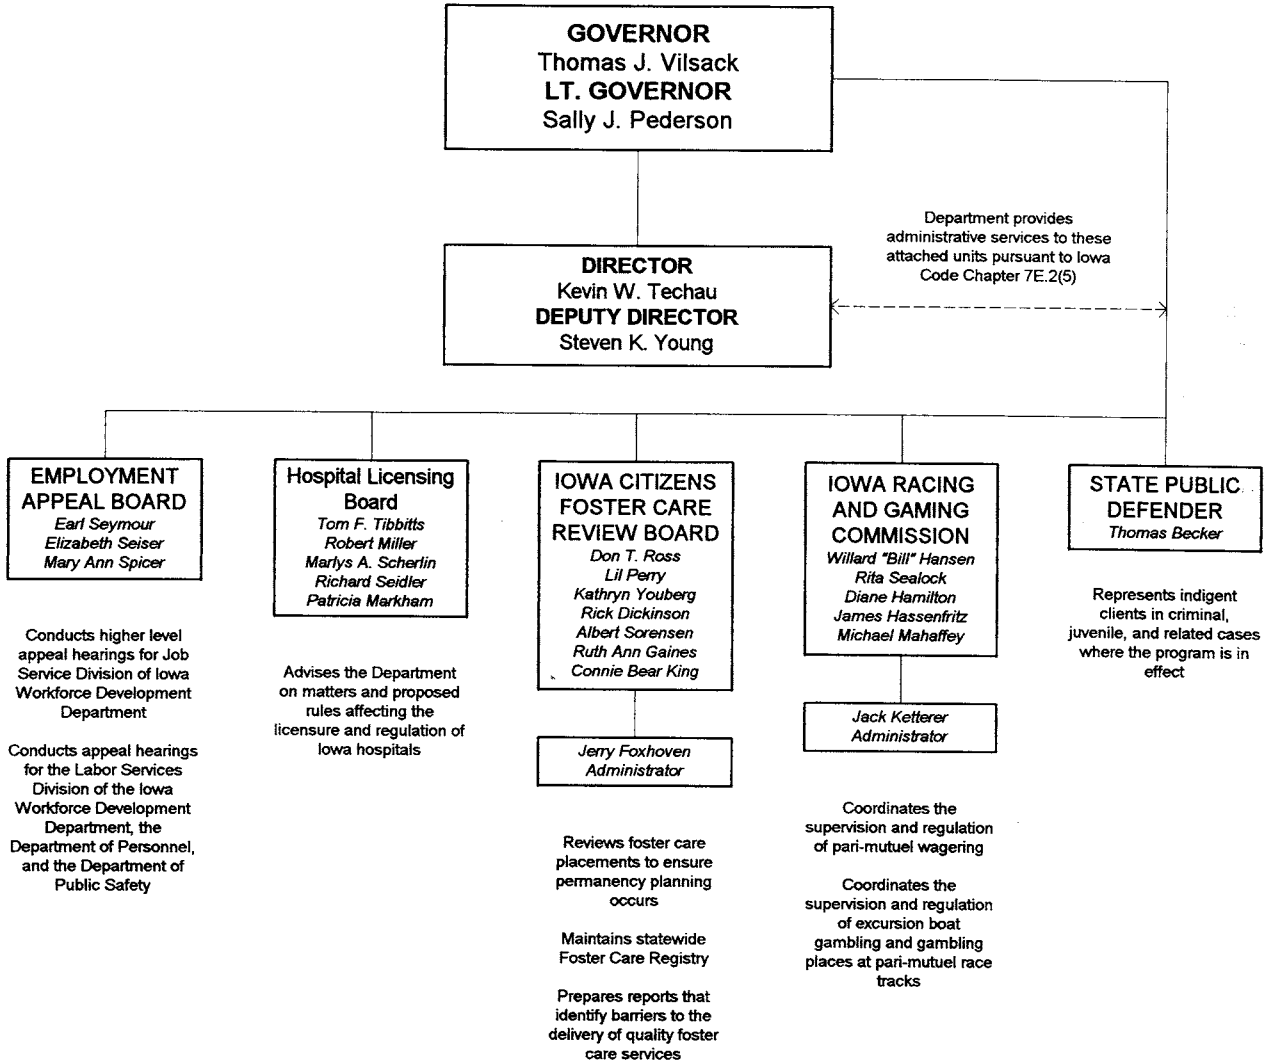 GOVERNOR
Thomas J. Vilsack
LT. GOVERNOR
Sally J. Pederson
Department provides
administrative services to these
attached units pursuant to Iowa
Code Chapter 7E.2(5)
DIRECTOR
Kevin W. Techau
DEPUTY DIRECTOR
Steven K. Young
EMPLOYMENT
APPEAL BOARD
Earl Seymour
Elizabeth Seiser
Mary Ann Spicer
Conducts higher level
appeal hearings for Job
Service Division of Iowa
Workforce Development
Department
Conducts appeal hearings
for the Labor Services
Division of the Iowa
Workforce Development
Department, the
Department of Personnel,
and the Department of
Public Safety
Hospital Licensing
Board
Tom F. Tibbitts
Robert Miller
Marlys A. Scherlin
Richard Seidler
Patricia Markham
Advises the Department
on matters and proposed
rules affecting the
licensure and regulation of
Iowa hospitals
IOWA CITIZENS
FOSTER CARE
REVIEW BOARD
Don T. Ross
Lil Perry
Kathryn Youberg
Rick Dickinson
Albert Sorensen
Ruth Ann Gaines
Connie Bear King
Jerry Foxhoven
Administrator
Reviews foster care
placements to ensure
permanency planning
occurs
Maintains statewide
Foster Care Registry
Prepares reports that
identify barriers to the
delivery of quality foster
care services
IOWA RACING
AND GAMING
COMMISSION
Willard "Bill" Hansen
Rita Sealock
Diane Hamilton
James Hassenfritz
Michael Mahaffey
Jack Ketterer
Administrator
Coordinates the
supervision and regulation
of pari-mutuel wagering
Coordinates the
supervision and regulation
of excursion boat
gambling and gambling
places at pari-mutuel race
tracks
STATE PUBLIC
DEFENDER
Thomas Becker
Represents indigent
clients in criminal,
juvenile, and related cases
where the program is in
effect